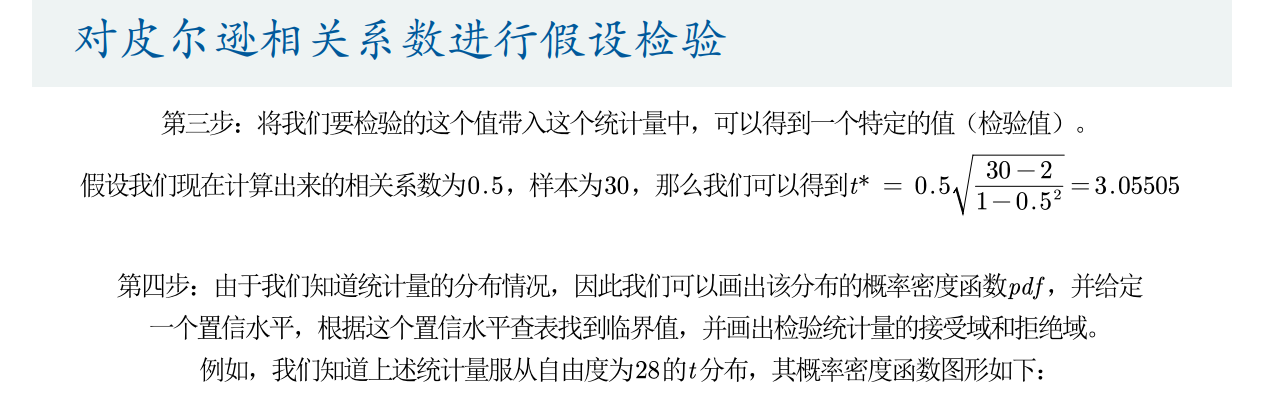 对皮尔逊相关系数进行假设检验
第三步：将我们要检验的这个值带入这个统计量中，可以得到一个特定的值（检验值）。
假设我们现在计算出来的相关系数为0.5，样本为30，那么我们可以得到t* = 0.5√((30−2)/(1−0.5²)) = 3.05505
第四步：由于我们知道统计量的分布情况，因此我们可以画出该分布的概率密度函数pdf，并给定
一个置信水平，根据这个置信水平查表找到临界值，并画出检验统计量的接受域和拒绝域。
例如，我们知道上述统计量服从自由度为28的t分布，其概率密度函数图形如下：